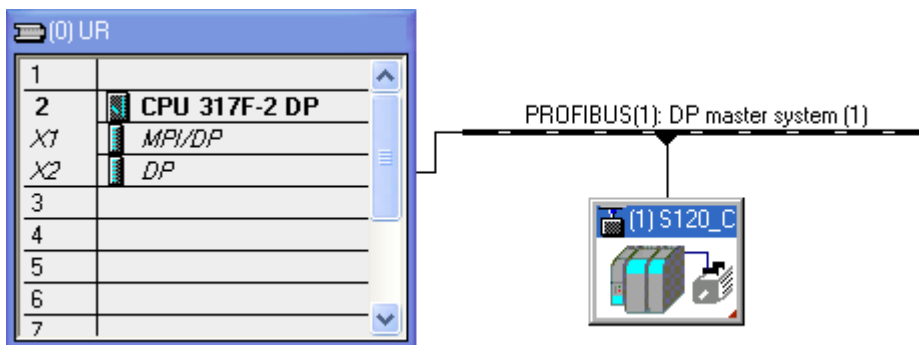 (0) UR
1
2 CPU 317F-2 DP
X1 MPI/DP
X2 DP
3
4
5
6
7
PROFIBUS(1): DP master system (1)
(1) S120_C